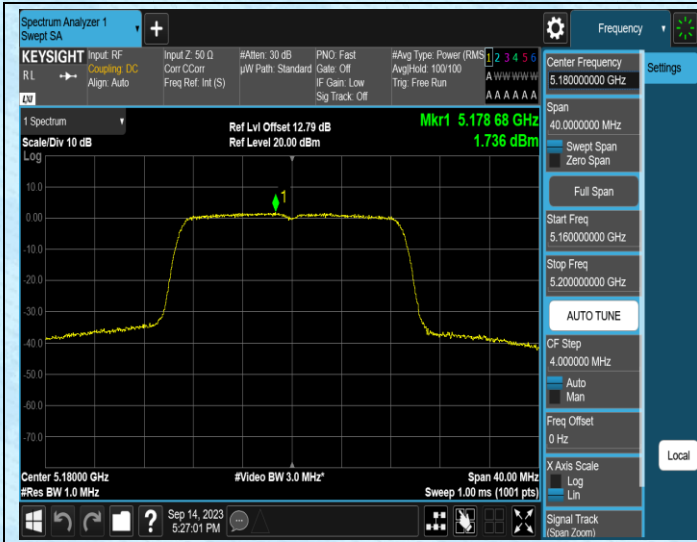 Spectrum Analyzer 1
Swept SA
+
Frequency
KEYSIGHT
RL
LXI
Input: RF
Coupling: DC
Align: Auto
Input Z: 50 Ω
Corr CCorr
Freq Ref: Int (S)
#Atten: 30 dB
µW Path: Standard
PNO: Fast
Gate: Off
IF Gain: Low
Sig Track: Off
#Avg Type: Power (RMS
Avg|Hold: 100/100
Trig: Free Run
1 2 3 4 5 6
A W W W W W
A A A A A A
1 Spectrum
Scale/Div 10 dB
Ref Lvl Offset 12.79 dB
Ref Level 20.00 dBm
Mkr1 5.178 68 GHz
1.736 dBm
Log
10.0
0.00
-10.0
-20.0
-30.0
-40.0
-50.0
-60.0
-70.0
1
Center 5.18000 GHz
#Res BW 1.0 MHz
#Video BW 3.0 MHz*
Span 40.00 MHz
Sweep 1.00 ms (1001 pts)
?
Sep 14, 2023
5:27:01 PM
Center Frequency
5.180000000 GHz
Span
40.0000000 MHz
Swept Span
Zero Span
Full Span
Start Freq
5.160000000 GHz
Stop Freq
5.200000000 GHz
AUTO TUNE
CF Step
4.000000 MHz
Auto
Man
Freq Offset
0 Hz
X Axis Scale
Log
Lin
Signal Track
(Span Zoom)
Settings
Local